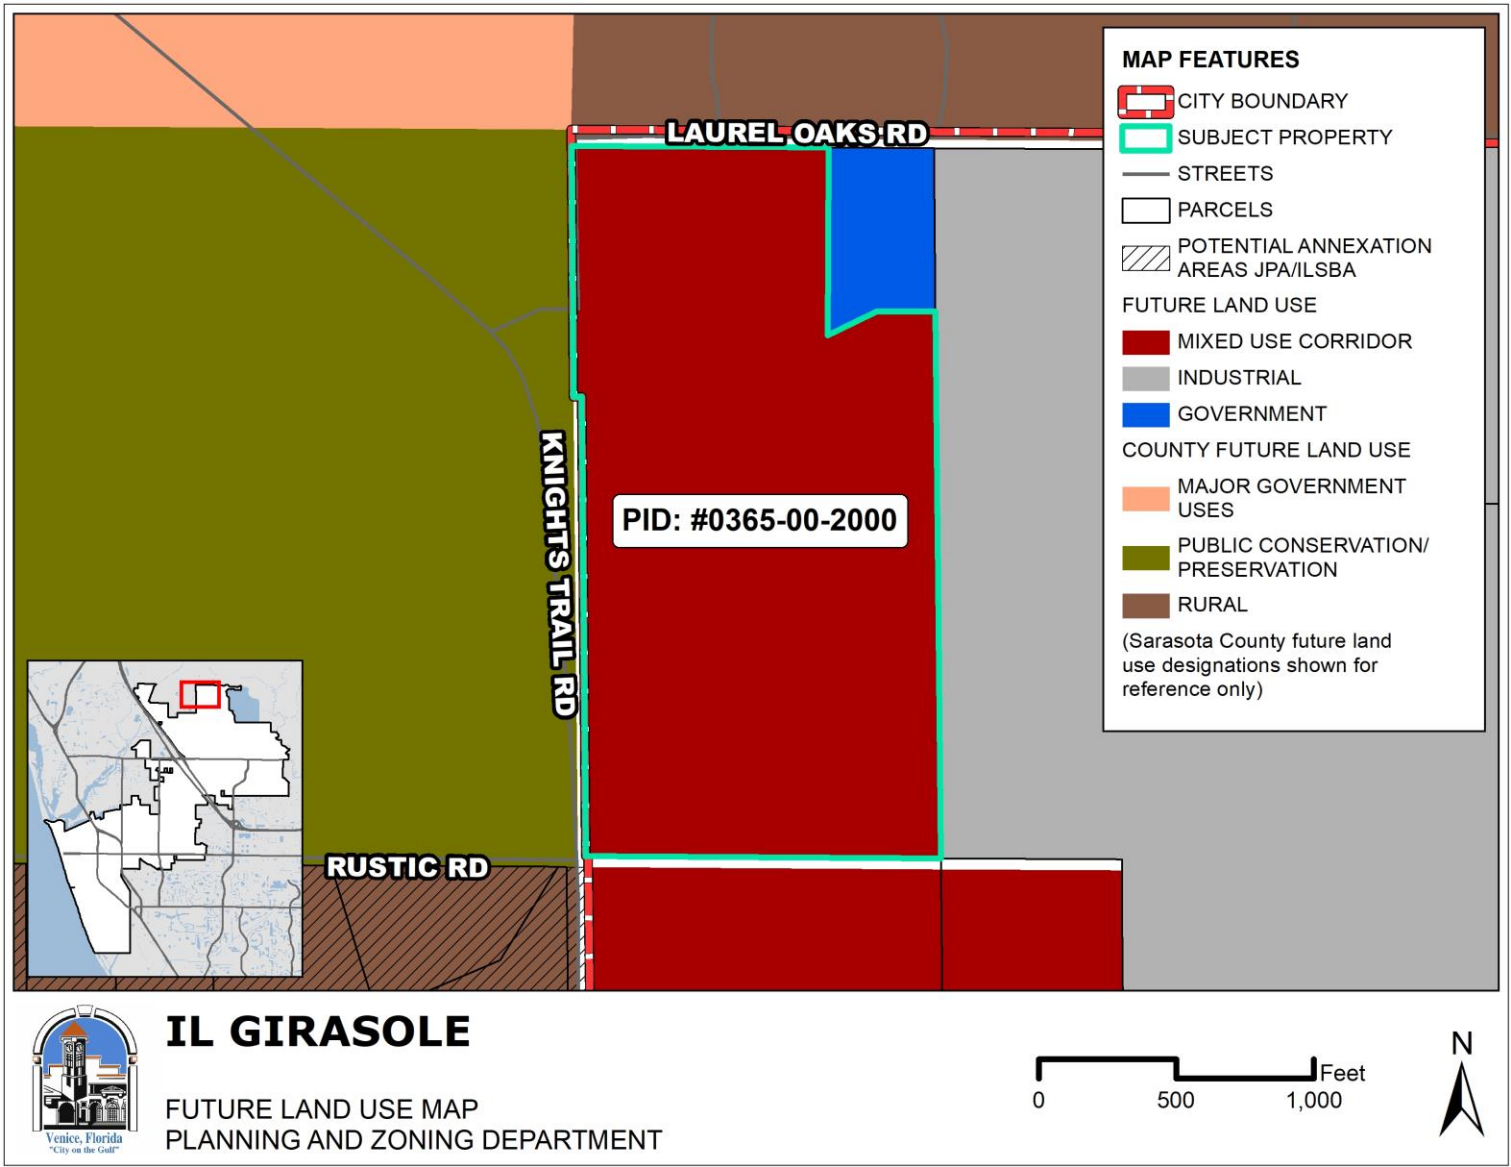 LAUREL OAKS RD
KNIGHTS TRAIL RD
PID: #0365-00-2000
RUSTIC RD
MAP FEATURES
CITY BOUNDARY
SUBJECT PROPERTY
STREETS
PARCELS
POTENTIAL ANNEXATION
AREAS JPA/ILSBA
FUTURE LAND USE
MIXED USE CORRIDOR
INDUSTRIAL
GOVERNMENT
COUNTY FUTURE LAND USE
MAJOR GOVERNMENT
USES
PUBLIC CONSERVATION/
PRESERVATION
RURAL
(Sarasota County future land
use designations shown for
reference only)
Venice, Florida
"City on the Gulf"
IL GIRASOLE
FUTURE LAND USE MAP
PLANNING AND ZONING DEPARTMENT
Feet
0 500 1,000
N